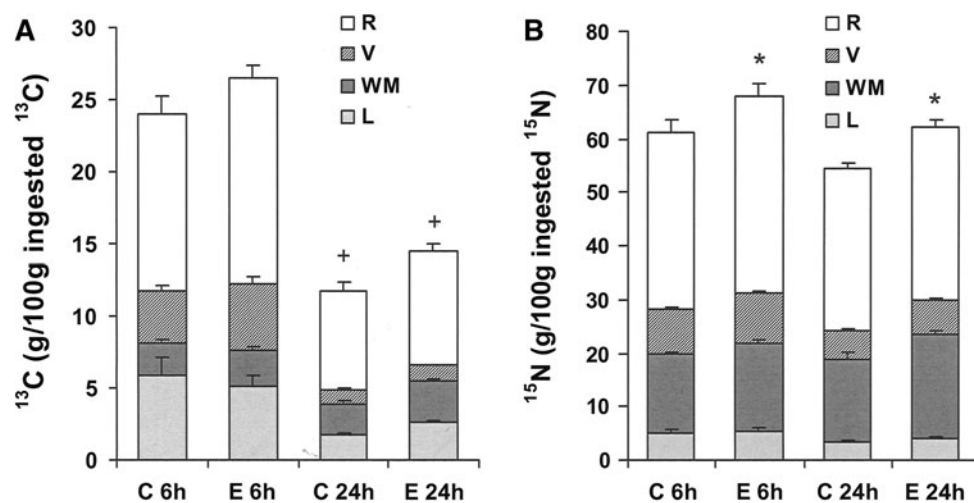 A
¹³C (g/100g ingested ¹³C)
30
25
20
15
10
5
0
R
V
WM
L
+
+
C 6h
E 6h
C 24h
E 24h
B
¹⁵N (g/100g ingested ¹⁵N)
80
70
60
50
40
30
20
10
0
R
V
WM
L
*
*
C 6h
E 6h
C 24h
E 24h